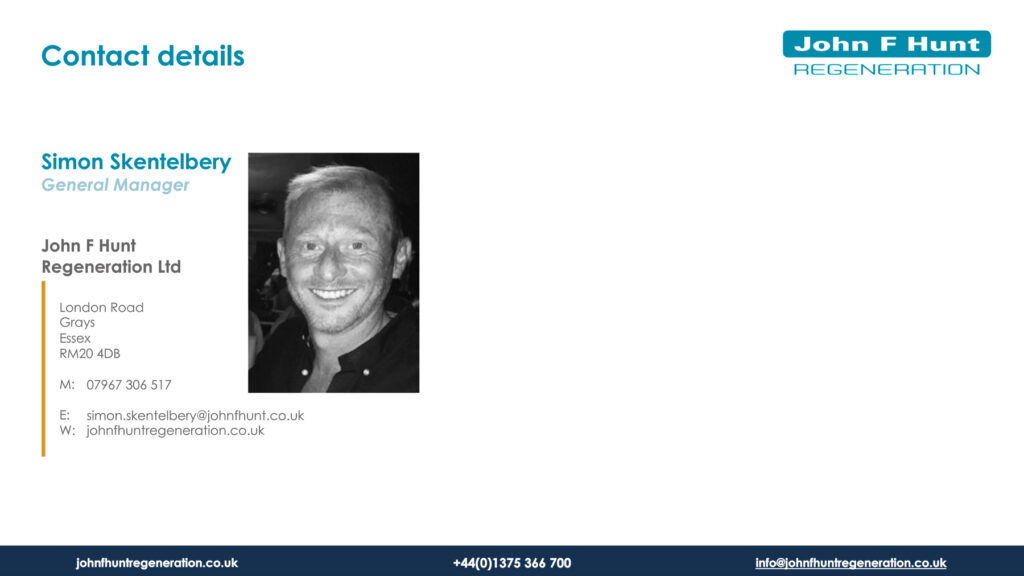 Contact details
John F Hunt
REGENERATION
Simon Skentelbery
General Manager
John F Hunt
Regeneration Ltd
London Road
Grays
Essex
RM20 4DB
M: 07967 306 517
E: simon.skentelbery@johnfhunt.co.uk
W: johnfhuntregeneration.co.uk
johnfhuntregeneration.co.uk
+44(0)1375 366 700
info@johnfhuntregeneration.co.uk